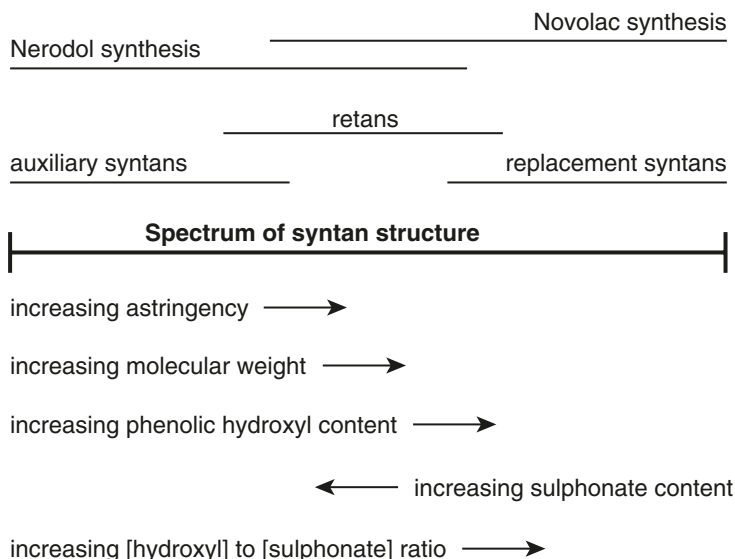 Novolac synthesis
Nerodol synthesis
retans
auxiliary syntans
replacement syntans
Spectrum of syntan structure
increasing astringency
increasing molecular weight
increasing phenolic hydroxyl content
increasing sulphonate content
increasing [hydroxyl] to [sulphonate] ratio